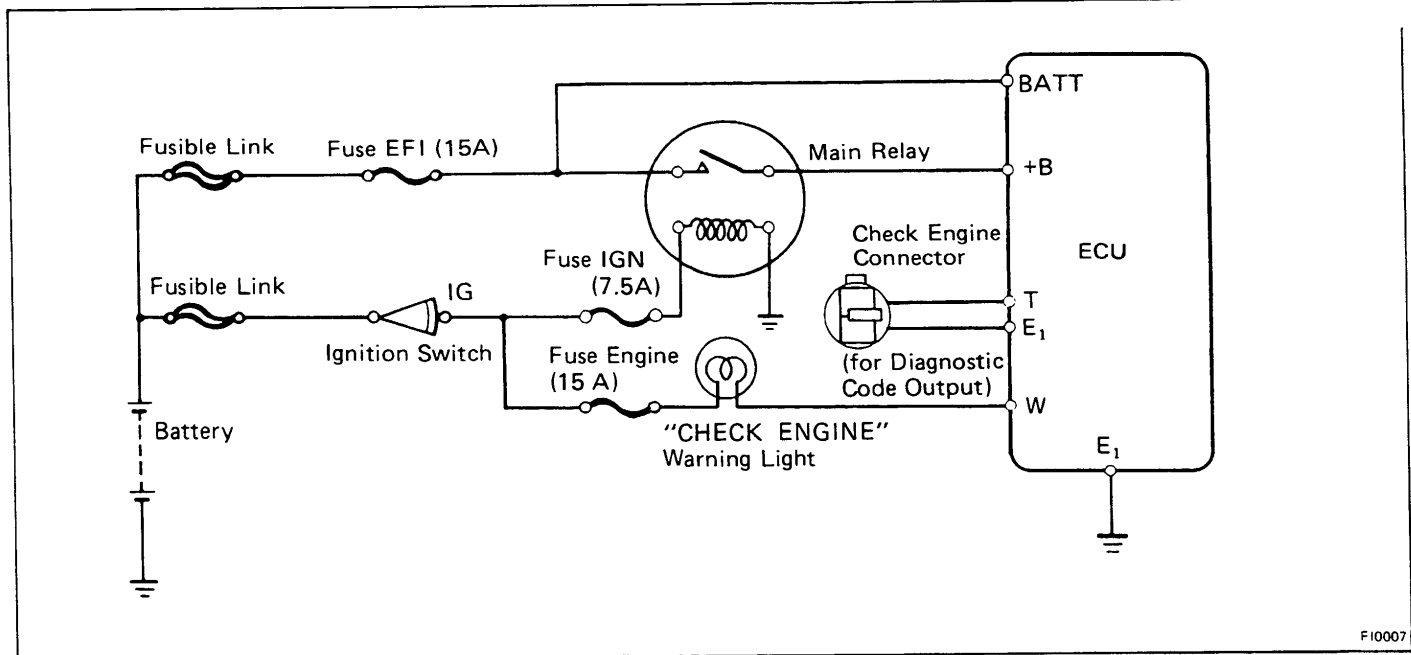 BATT
Fusible Link
Fuse EFI (15A)
Main Relay
+B
Check Engine
Connector
ECU
Fuse IGN
(7.5A)
Fusible Link
IG
T
E₁
Ignition Switch
Fuse Engine
(15 A)
(for Diagnostic
Code Output)
W
Battery
"CHECK ENGINE"
Warning Light
E₁
FI0007